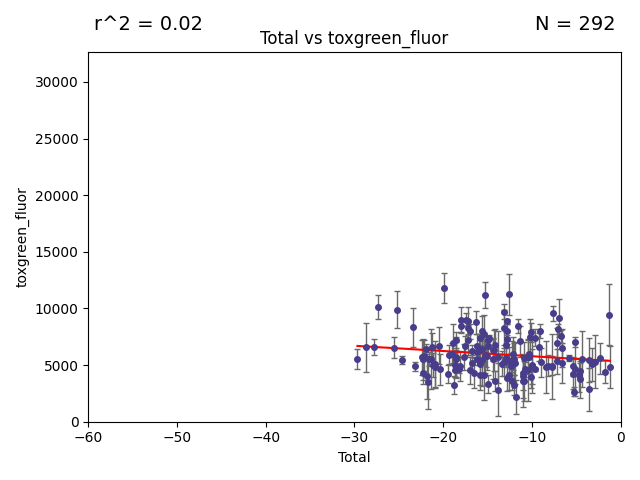 r^2 = 0.02
N = 292
Total vs toxgreen_fluor
30000
25000
20000
15000
10000
5000
0
toxgreen_fluor
−60
−50
−40
−30
−20
−10
0
Total